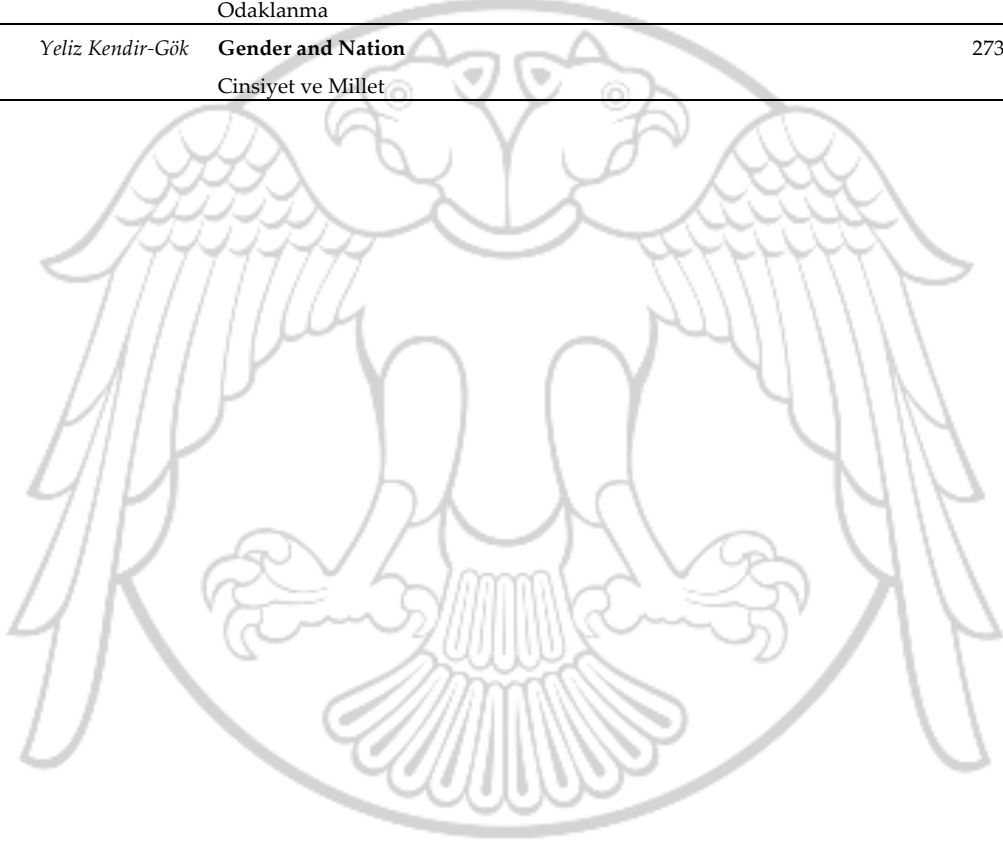 Odaklanma
Yeliz Kendir-Gök Gender and Nation 273
Cinsiyet ve Millet